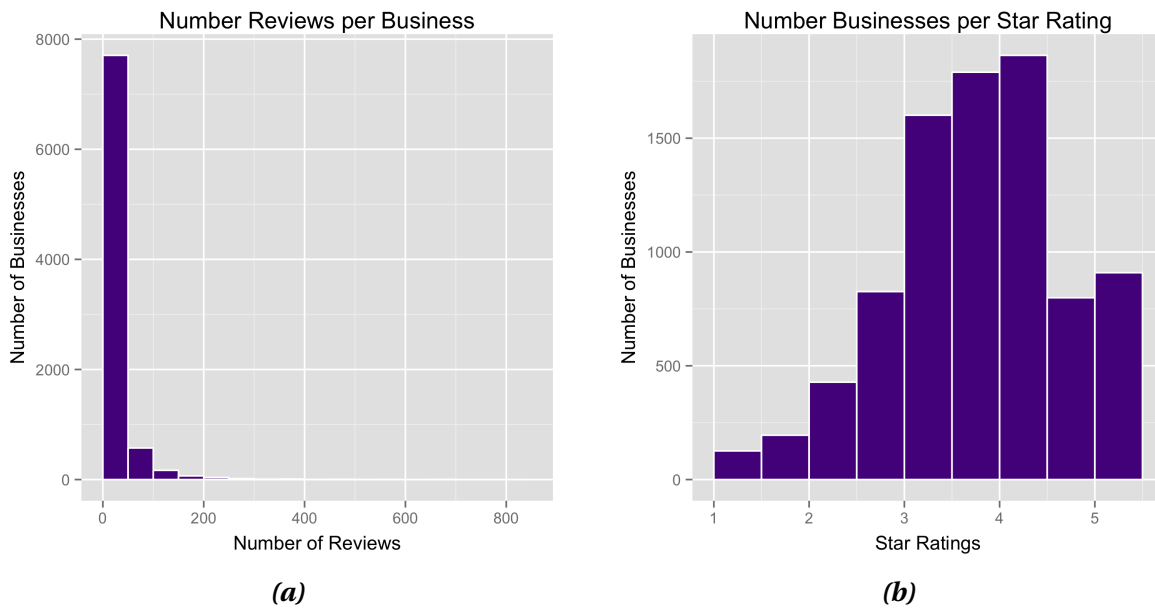 Number Reviews per Business
8000
6000
4000
2000
0
Number of Businesses
0 200 400 600 800
Number of Reviews
(a)
Number Businesses per Star Rating
1500
1000
500
0
Number of Businesses
1 2 3 4 5
Star Ratings
(b)